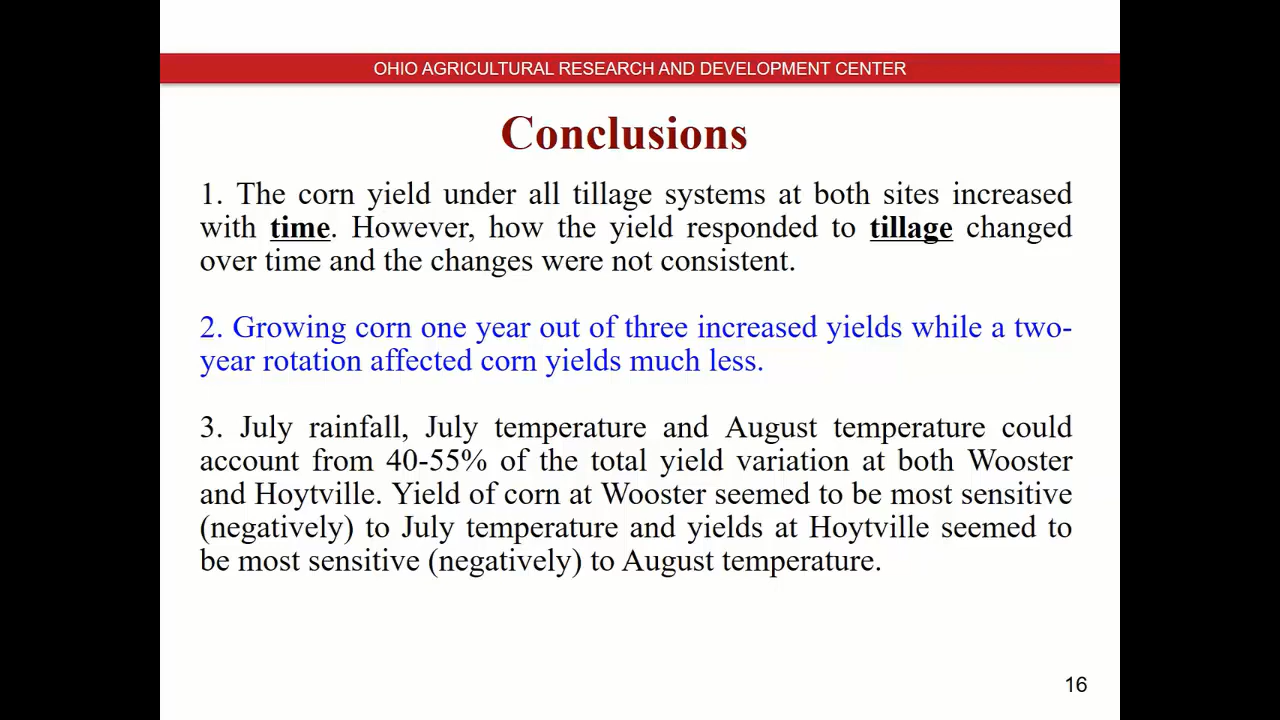 OHIO AGRICULTURAL RESEARCH AND DEVELOPMENT CENTER
Conclusions
1. The corn yield under all tillage systems at both sites increased
with time. However, how the yield responded to tillage changed
over time and the changes were not consistent.
2. Growing corn one year out of three increased yields while a two-
year rotation affected corn yields much less.
3. July rainfall, July temperature and August temperature could
account from 40-55% of the total yield variation at both Wooster
and Hoytville. Yield of corn at Wooster seemed to be most sensitive
(negatively) to July temperature and yields at Hoytville seemed to
be most sensitive (negatively) to August temperature.
16